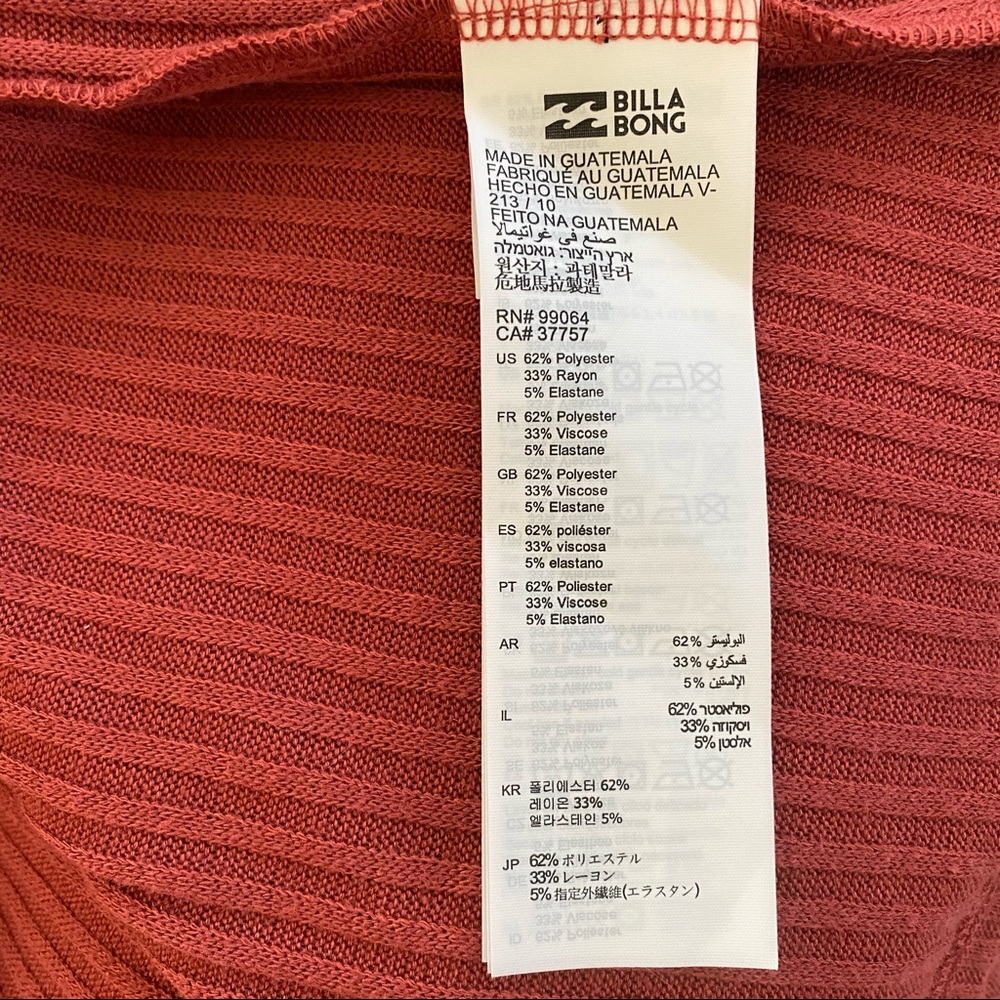 BILLA
BONG
MADE IN GUATEMALA
FABRIQUÉ AU GUATEMALA
HECHO EN GUATEMALA V-
213 / 10
FEITO NA GUATEMALA
صنع في غواتيمالا
ארץ הייצור: גואטמלה
원산지 : 과테말라
危地馬拉製造
RN# 99064
CA# 37757
US 62% Polyester
33% Rayon
5% Elastane
FR 62% Polyester
33% Viscose
5% Elastane
GB 62% Polyester
33% Viscose
5% Elastane
ES 62% poliéster
33% viscosa
5% elastano
PT 62% Poliester
33% Viscose
5% Elastano
AR 62% البوليستر
33% فسكوزي
5% الإلستين
IL 62% פוליאסטר
33% ויסקוזה
5% אלסטן
KR 폴리에스터 62%
레이온 33%
엘라스테인 5%
JP 62% ポリエステル
33% レーヨン
5% 指定外繊維(エラスタン)